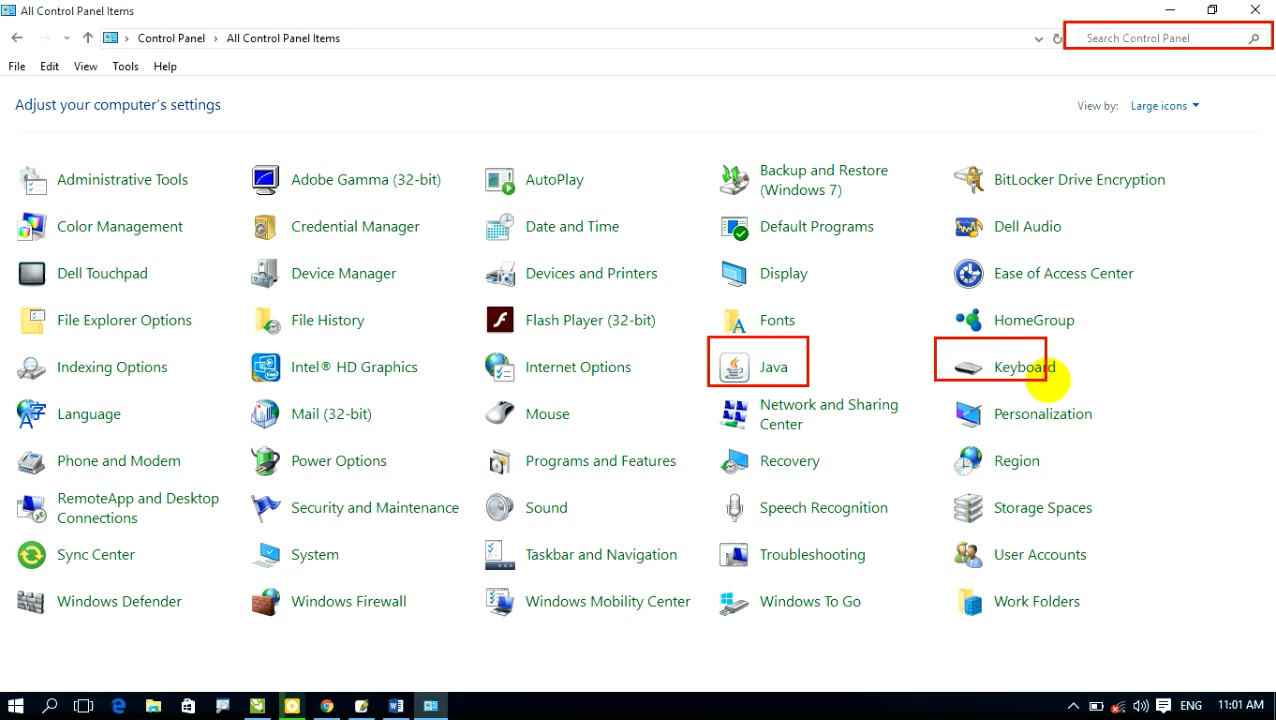 All Control Panel Items
Control Panel › All Control Panel Items
Search Control Panel
File Edit View Tools Help
Adjust your computer's settings
View by: Large icons
Administrative Tools
Adobe Gamma (32-bit)
AutoPlay
Backup and Restore
(Windows 7)
BitLocker Drive Encryption
Color Management
Credential Manager
Date and Time
Default Programs
Dell Audio
Dell Touchpad
Device Manager
Devices and Printers
Display
Ease of Access Center
File Explorer Options
File History
Flash Player (32-bit)
Fonts
HomeGroup
Indexing Options
Intel® HD Graphics
Internet Options
Java
Keyboard
Language
Mail (32-bit)
Mouse
Network and Sharing
Center
Personalization
Phone and Modem
Power Options
Programs and Features
Recovery
Region
RemoteApp and Desktop
Connections
Security and Maintenance
Sound
Speech Recognition
Storage Spaces
Sync Center
System
Taskbar and Navigation
Troubleshooting
User Accounts
Windows Defender
Windows Firewall
Windows Mobility Center
Windows To Go
Work Folders
ENG 11:01 AM